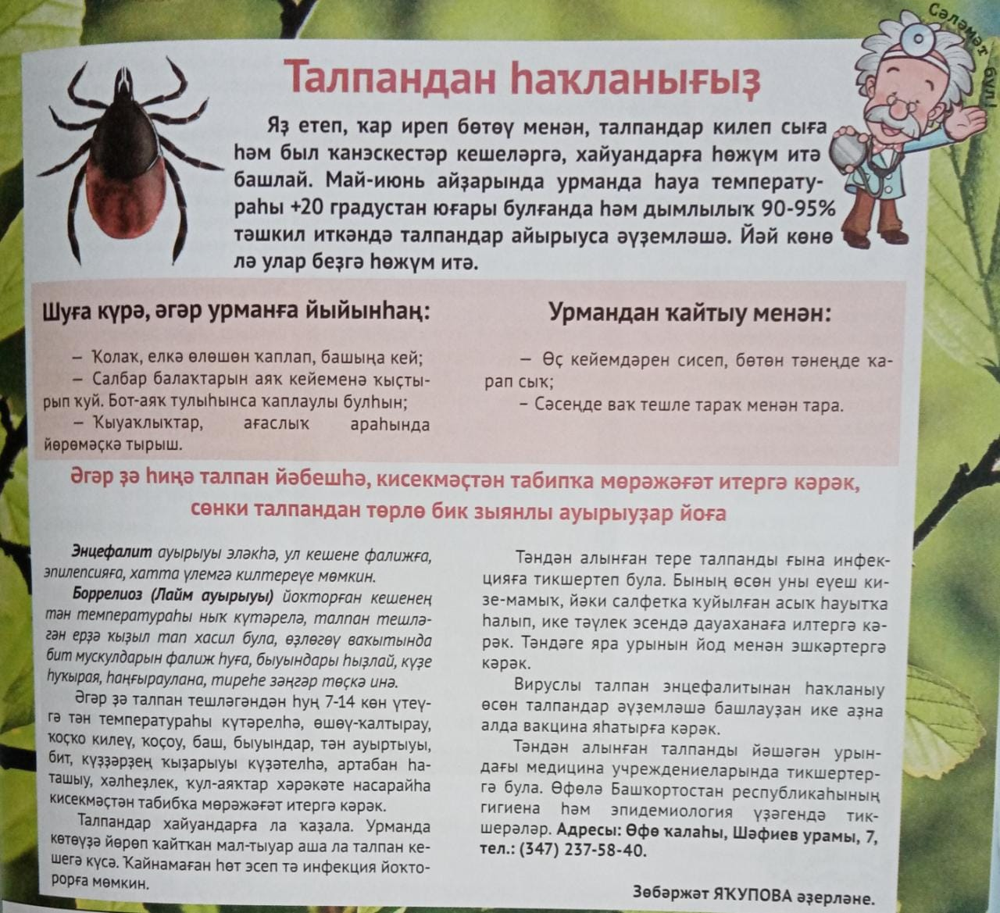 Сәләмәт бул!
Талпандан һаҡланығыҙ
Яҙ етеп, ҡар иреп бөтөү менән, талпандар килеп сыға
һәм был ҡанэскестәр кешеләргә, хайуандарға һөжүм итә
башлай. Май-июнь айҙарында урманда һауа температу-
раһы +20 градустан юғары булғанда һәм дымлылыҡ 90-95%
тәшкил иткәндә талпандар айырыуса әүҙемләшә. Йәй көнө
лә улар беҙгә һөжүм итә.
Шуға күрә, әгәр урманға йыйынһаң:
– Ҡолаҡ, елкә өлөшөн ҡаплап, башыңа кей;
– Салбар балаҡтарын аяҡ кейеменә ҡыҫты-
рып ҡуй. Бот-аяҡ тулыһынса ҡаплаулы булһын;
– Ҡыуаҡлыҡтар, ағаслыҡ араһында
йөрөмәҫкә тырыш.
Урмандан ҡайтыу менән:
– Өҫ кейемдәрен сисеп, бөтөн тәнеңде ҡа-
рап сыҡ;
– Сәсеңде ваҡ тешле тараҡ менән тара.
Әгәр ҙә һиңә талпан йәбешһә, кисекмәҫтән табипҡа мөрәжәғәт итергә кәрәк,
сөнки талпандан төрлө бик зыянлы ауырыуҙар йоға
Энцефалит ауырыуы эләкһә, ул кешене фалижға,
эпилепсияға, хатта үлемгә килтереүе мөмкин.
Боррелиоз (Лайм ауырыуы) йоҡторған кешенең
тән температураһы ныҡ күтәрелә, талпан тешлә-
гән ерҙә ҡыҙыл тап хасил була, өҙлөгөү ваҡытында
бит мускулдарын фалиж һуға, быуындары һыҙлай, күҙе
һуҡырая, һаңғыраулана, тиреһе зәңгәр төҫкә инә.
Әгәр ҙә талпан тешләгәндән һуң 7-14 көн үтеү-
гә тән температураһы күтәрелһә, өшөү-ҡалтырау,
ҡоҫҡо килеү, ҡоҫоу, баш, быуындар, тән ауыртыуы,
бит, күҙҙәрҙең ҡыҙарыуы күҙәтелһә, артабан һа-
ташыу, хәлһеҙлек, ҡул-аяҡтар хәрәкәте насарайһа
кисекмәҫтән табибҡа мөрәжәғәт итергә кәрәк.
Талпандар хайуандарға ла ҡаҙала. Урманда
көтөүҙә йөрөп ҡайтҡан мал-тыуар аша ла талпан ке-
шегә күсә. Ҡайнамаған һөт эсеп тә инфекция йоҡто-
рорға мөмкин.
Тәндән алынған тере талпанды ғына инфек-
цияға тикшертеп була. Бының өсөн уны еүеш ки-
зе-мамыҡ, йәки салфетка ҡуйылған асыҡ һауытҡа
һалып, ике тәүлек эсендә дауаханаға илтергә кә-
рәк. Тәндәге яра урынын йод менән эшкәртергә
кәрәк.
Вируслы талпан энцефалитынан һаҡланыу
өсөн талпандар әүҙемләшә башлауҙан ике аҙна
алда вакцина яһатырға кәрәк.
Тәндән алынған талпанды йәшәгән урын-
дағы медицина учреждениеларында тикшертер-
гә була. Өфөлә Башҡортостан республикаһының
гигиена һәм эпидемиология үҙәгендә тик-
шерәләр. Адресы: Өфө ҡалаһы, Шәфиев урамы, 7,
тел.: (347) 237-58-40.
Зөбәржәт ЯҠУПОВА әҙерләне.